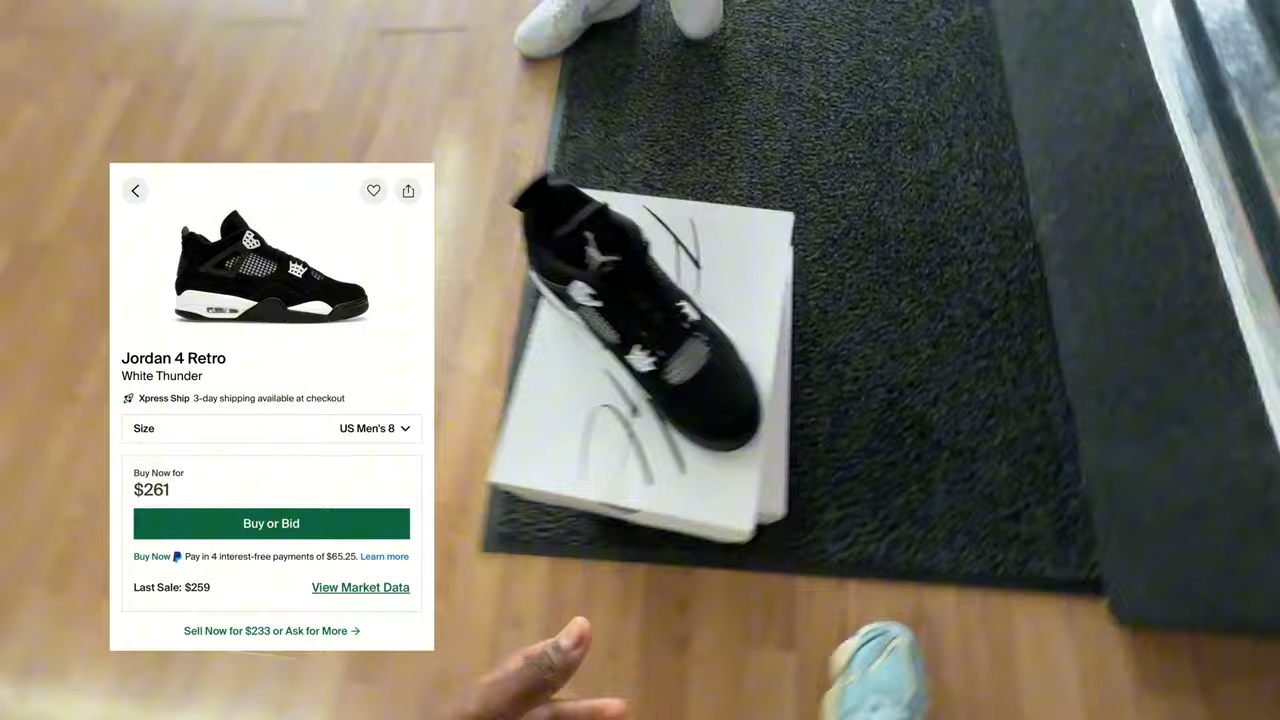 Jordan 4 Retro
White Thunder
Xpress Ship 3-day shipping available at checkout
Size US Men's 8
Buy Now for
$261
Buy or Bid
Buy Now Pay in 4 interest-free payments of $65.25. Learn more
Last Sale: $259 View Market Data
Sell Now for $233 or Ask for More →